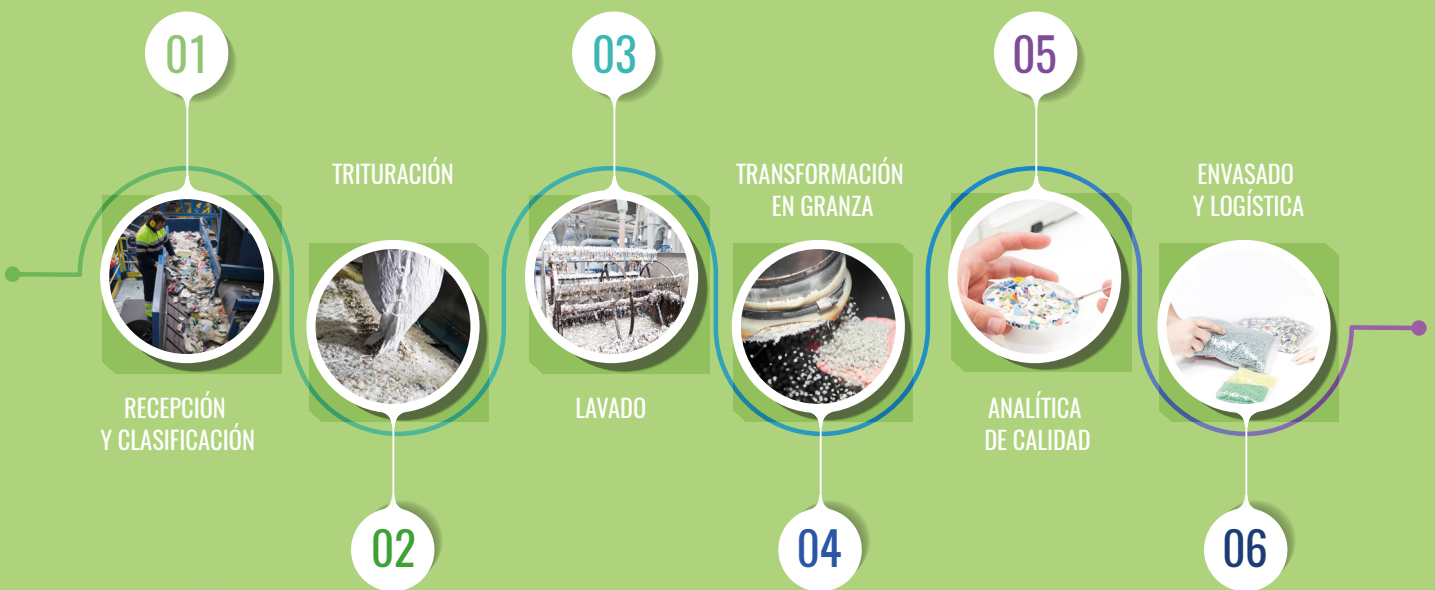 01
RECEPCIÓN
Y CLASIFICACIÓN
TRITURACIÓN
02
03
LAVADO
TRANSFORMACIÓN
EN GRANZA
04
05
ANALÍTICA
DE CALIDAD
ENVASADO
Y LOGÍSTICA
06